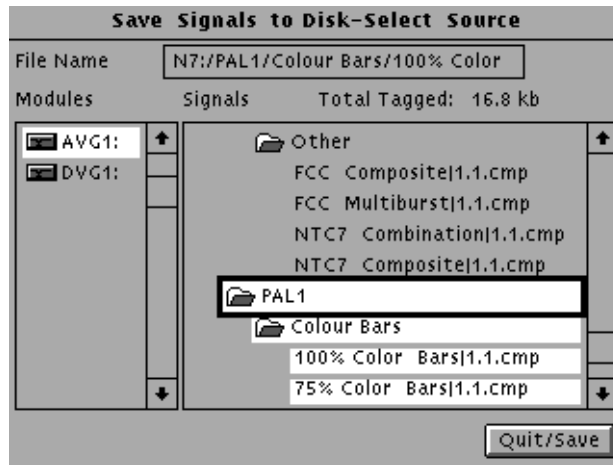 Save Signals to Disk-Select Source
File Name N7:/PAL1/Colour Bars/100% Color
Modules Signals Total Tagged: 16.8 kb
AVG1:
DVG1:
Other
FCC Composite|1.1.cmp
FCC Multiburst|1.1.cmp
NTC7 Combination|1.1.cmp
NTC7 Composite|1.1.cmp
PAL1
Colour Bars
100% Color Bars|1.1.cmp
75% Color Bars|1.1.cmp
Quit/Save